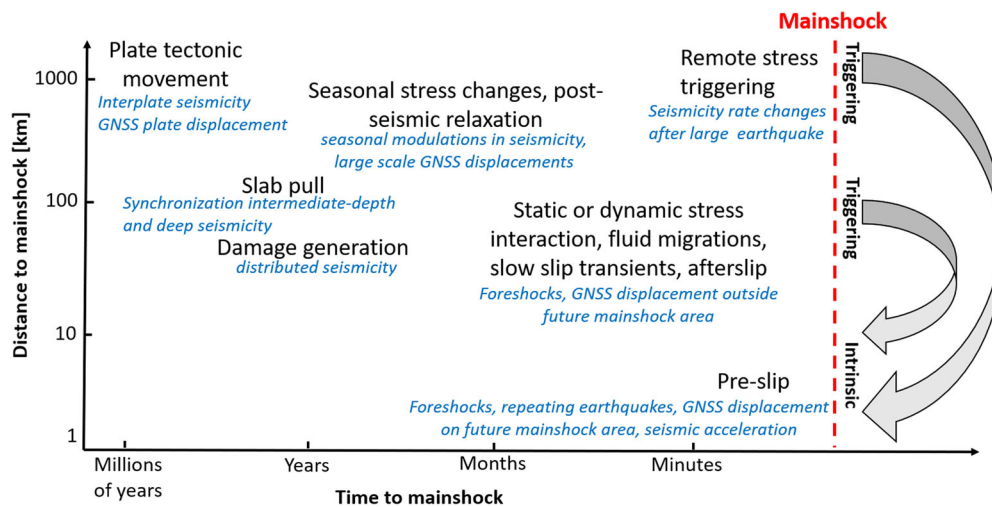 Mainshock
Plate tectonic
movement
Interplate seismicity
GNSS plate displacement
Seasonal stress changes, post-
seismic relaxation
seasonal modulations in seismicity,
large scale GNSS displacements
Remote stress
triggering
Seismicity rate changes
after large earthquake
Slab pull
Synchronization intermediate-depth
and deep seismicity
Damage generation
distributed seismicity
Static or dynamic stress
interaction, fluid migrations,
slow slip transients, afterslip
Foreshocks, GNSS displacement outside
future mainshock area
Pre-slip
Foreshocks, repeating earthquakes, GNSS displacement
on future mainshock area, seismic acceleration
Triggering
Triggering
Intrinsic
Distance to mainshock [km]
1000
100
10
1
Millions
of years
Years
Months
Minutes
Time to mainshock